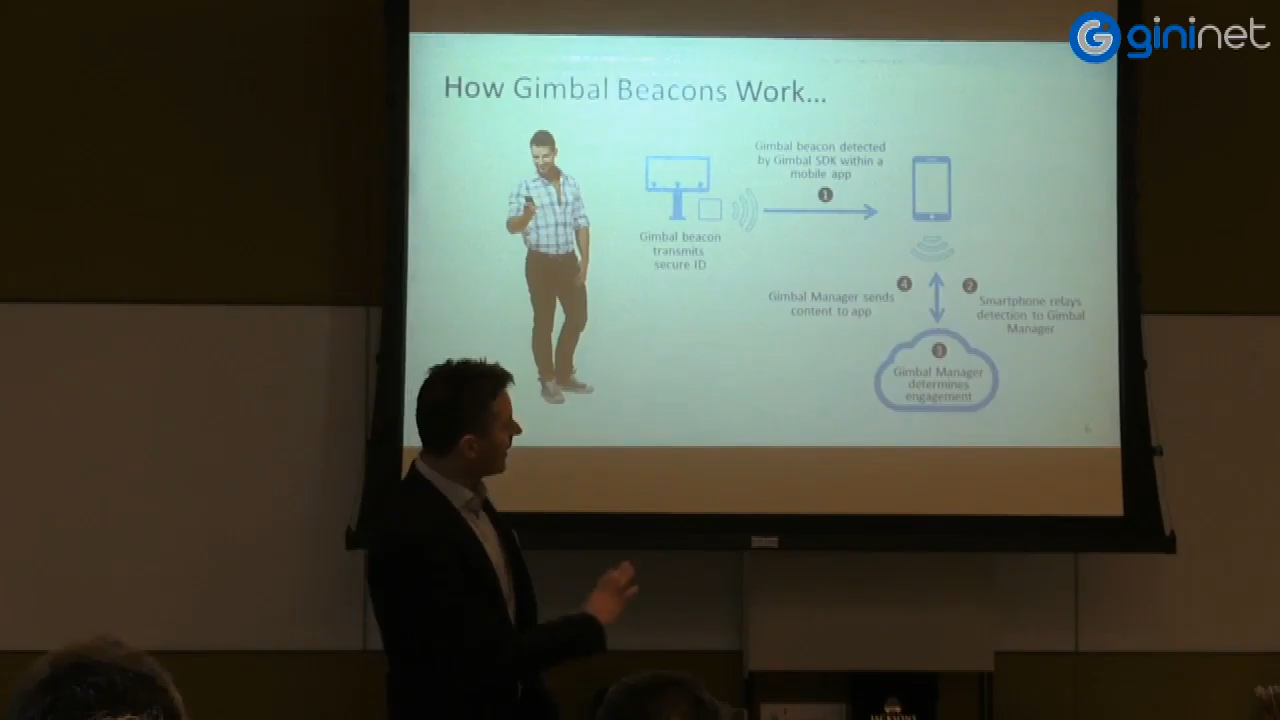 gininet
How Gimbal Beacons Work...
Gimbal beacon detected
by Gimbal SDK within a
mobile app
1
Gimbal beacon
transmits
secure ID
4
2
Gimbal Manager sends
content to app
Smartphone relays
detection to Gimbal
Manager
3
Gimbal Manager
determines
engagement
6